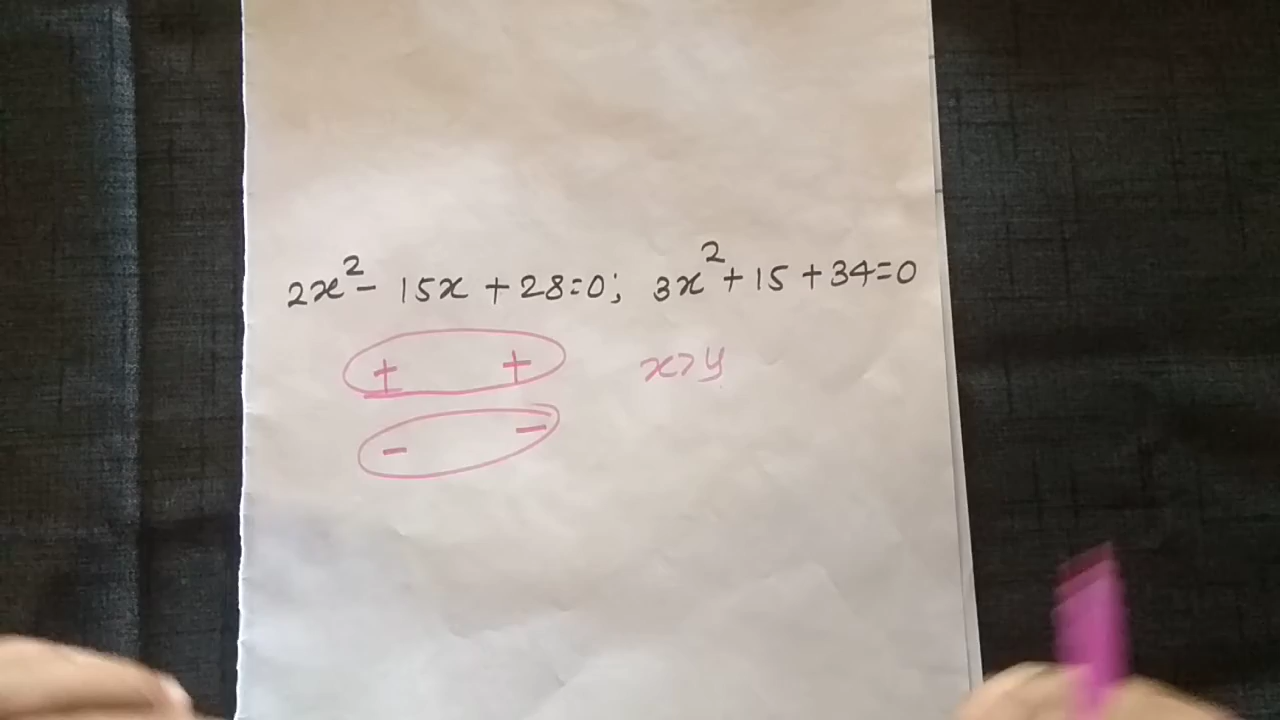 2x² - 15x + 28=0; 3x² + 15 + 34=0
+ + x>y
- -